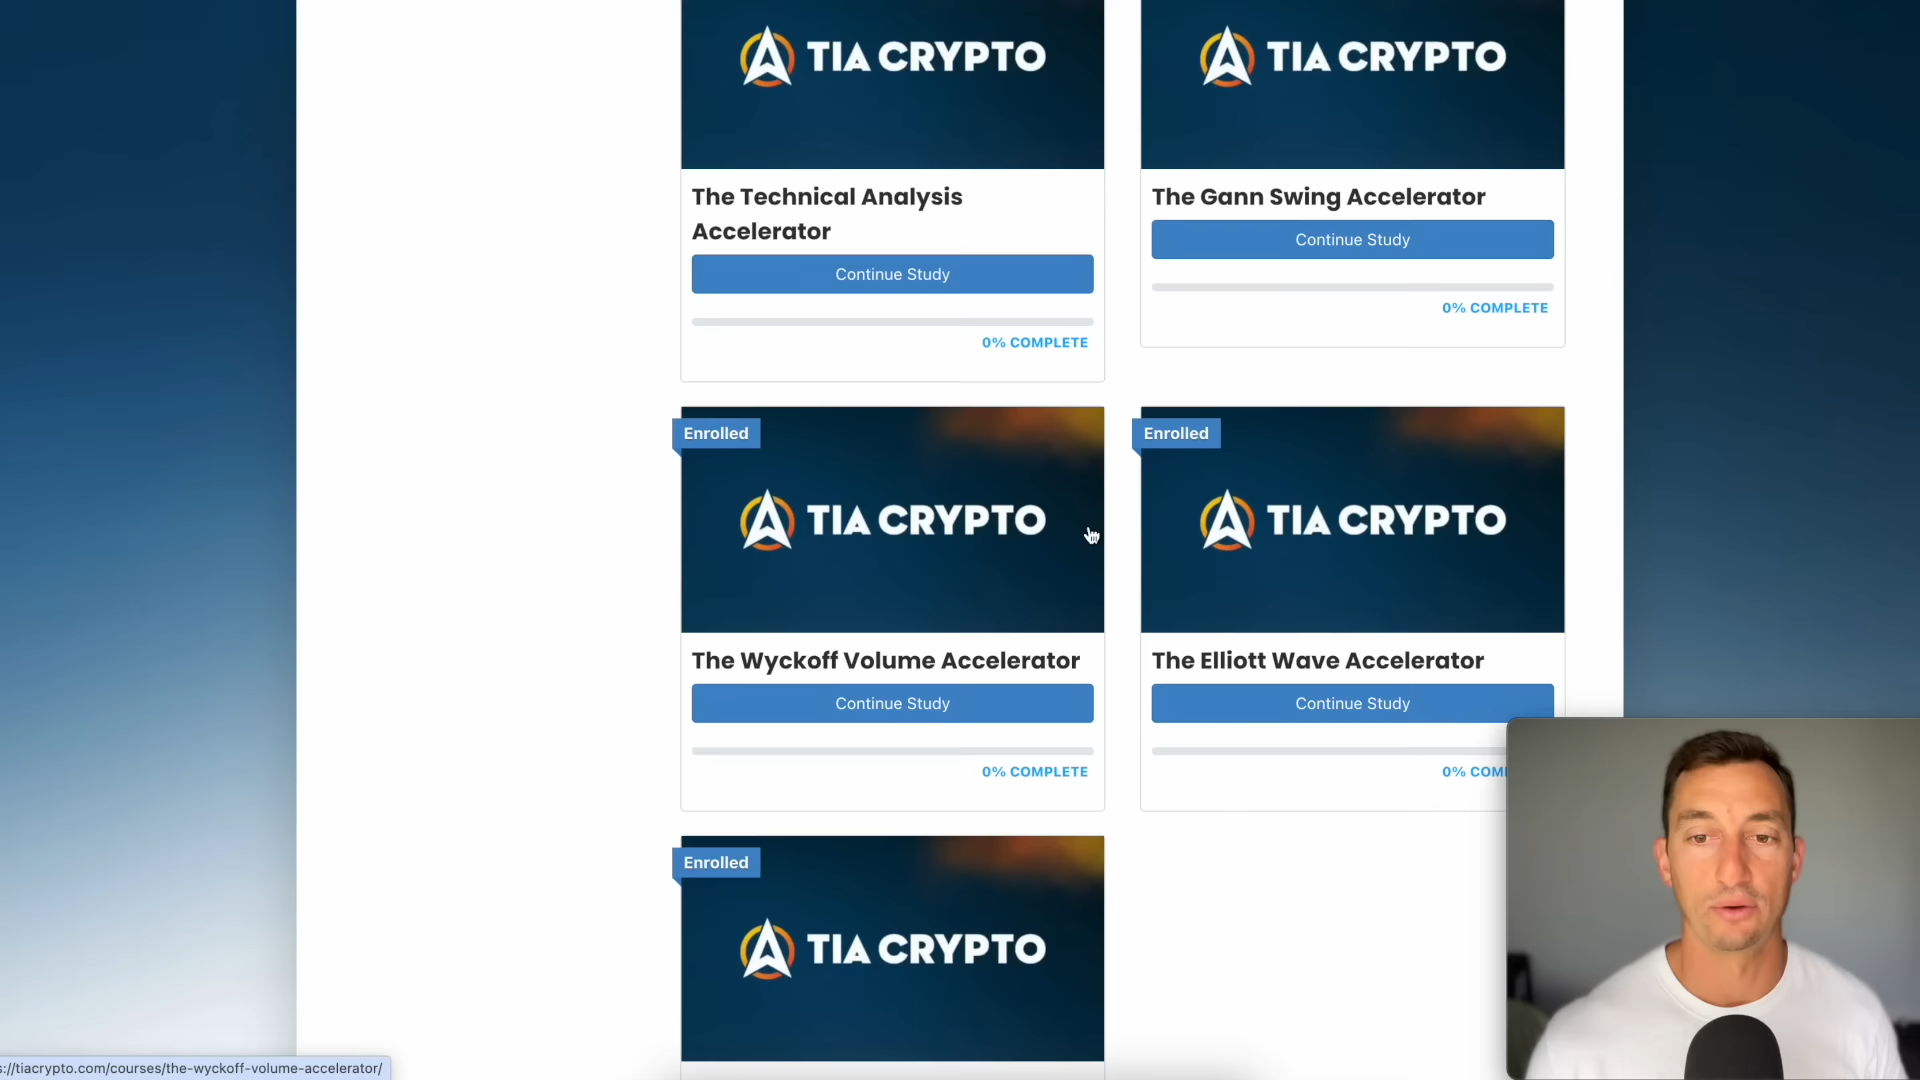 TIA CRYPTO
TIA CRYPTO
The Technical Analysis
Accelerator
Continue Study
0% COMPLETE
The Gann Swing Accelerator
Continue Study
0% COMPLETE
Enrolled
TIA CRYPTO
The Wyckoff Volume Accelerator
Continue Study
0% COMPLETE
Enrolled
TIA CRYPTO
The Elliott Wave Accelerator
Continue Study
0% COM
Enrolled
TIA CRYPTO
s://tiacrypto.com/courses/the-wyckoff-volume-accelerator/